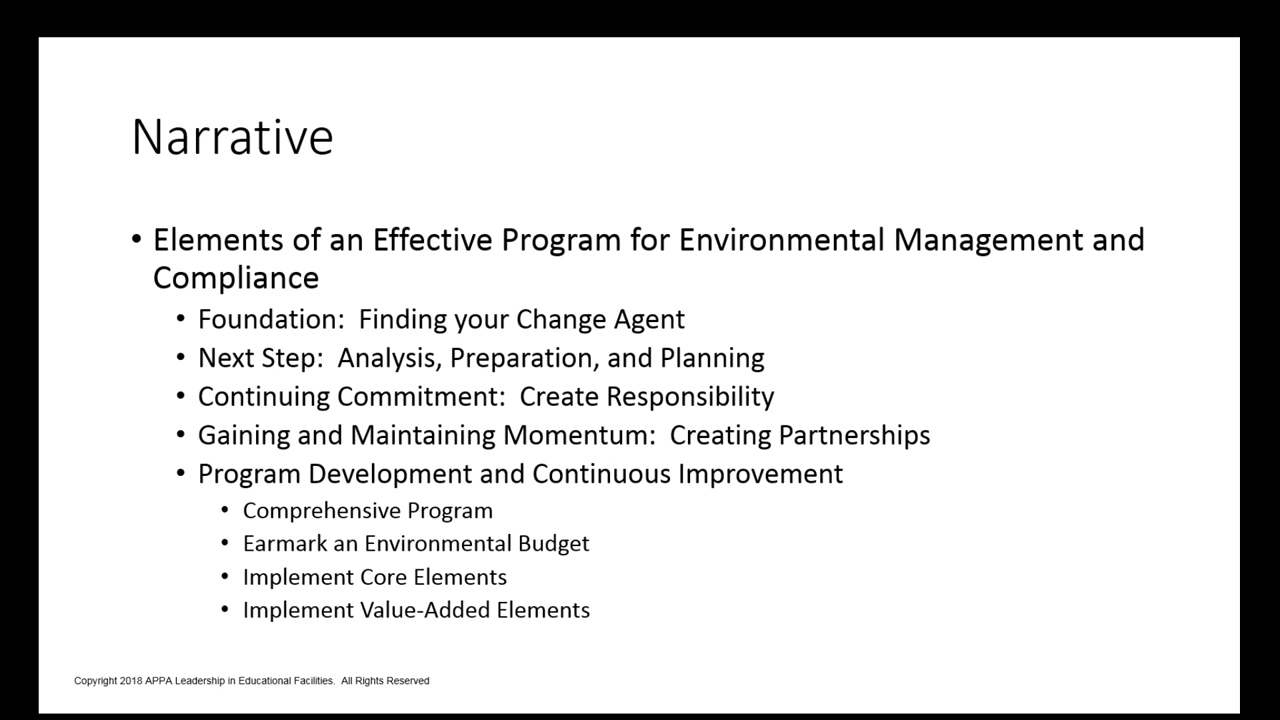 Narrative
• Elements of an Effective Program for Environmental Management and
Compliance
• Foundation:  Finding your Change Agent
• Next Step:  Analysis, Preparation, and Planning
• Continuing Commitment:  Create Responsibility
• Gaining and Maintaining Momentum:  Creating Partnerships
• Program Development and Continuous Improvement
• Comprehensive Program
• Earmark an Environmental Budget
• Implement Core Elements
• Implement Value-Added Elements
Copyright 2018 APPA Leadership in Educational Facilities.  All Rights Reserved